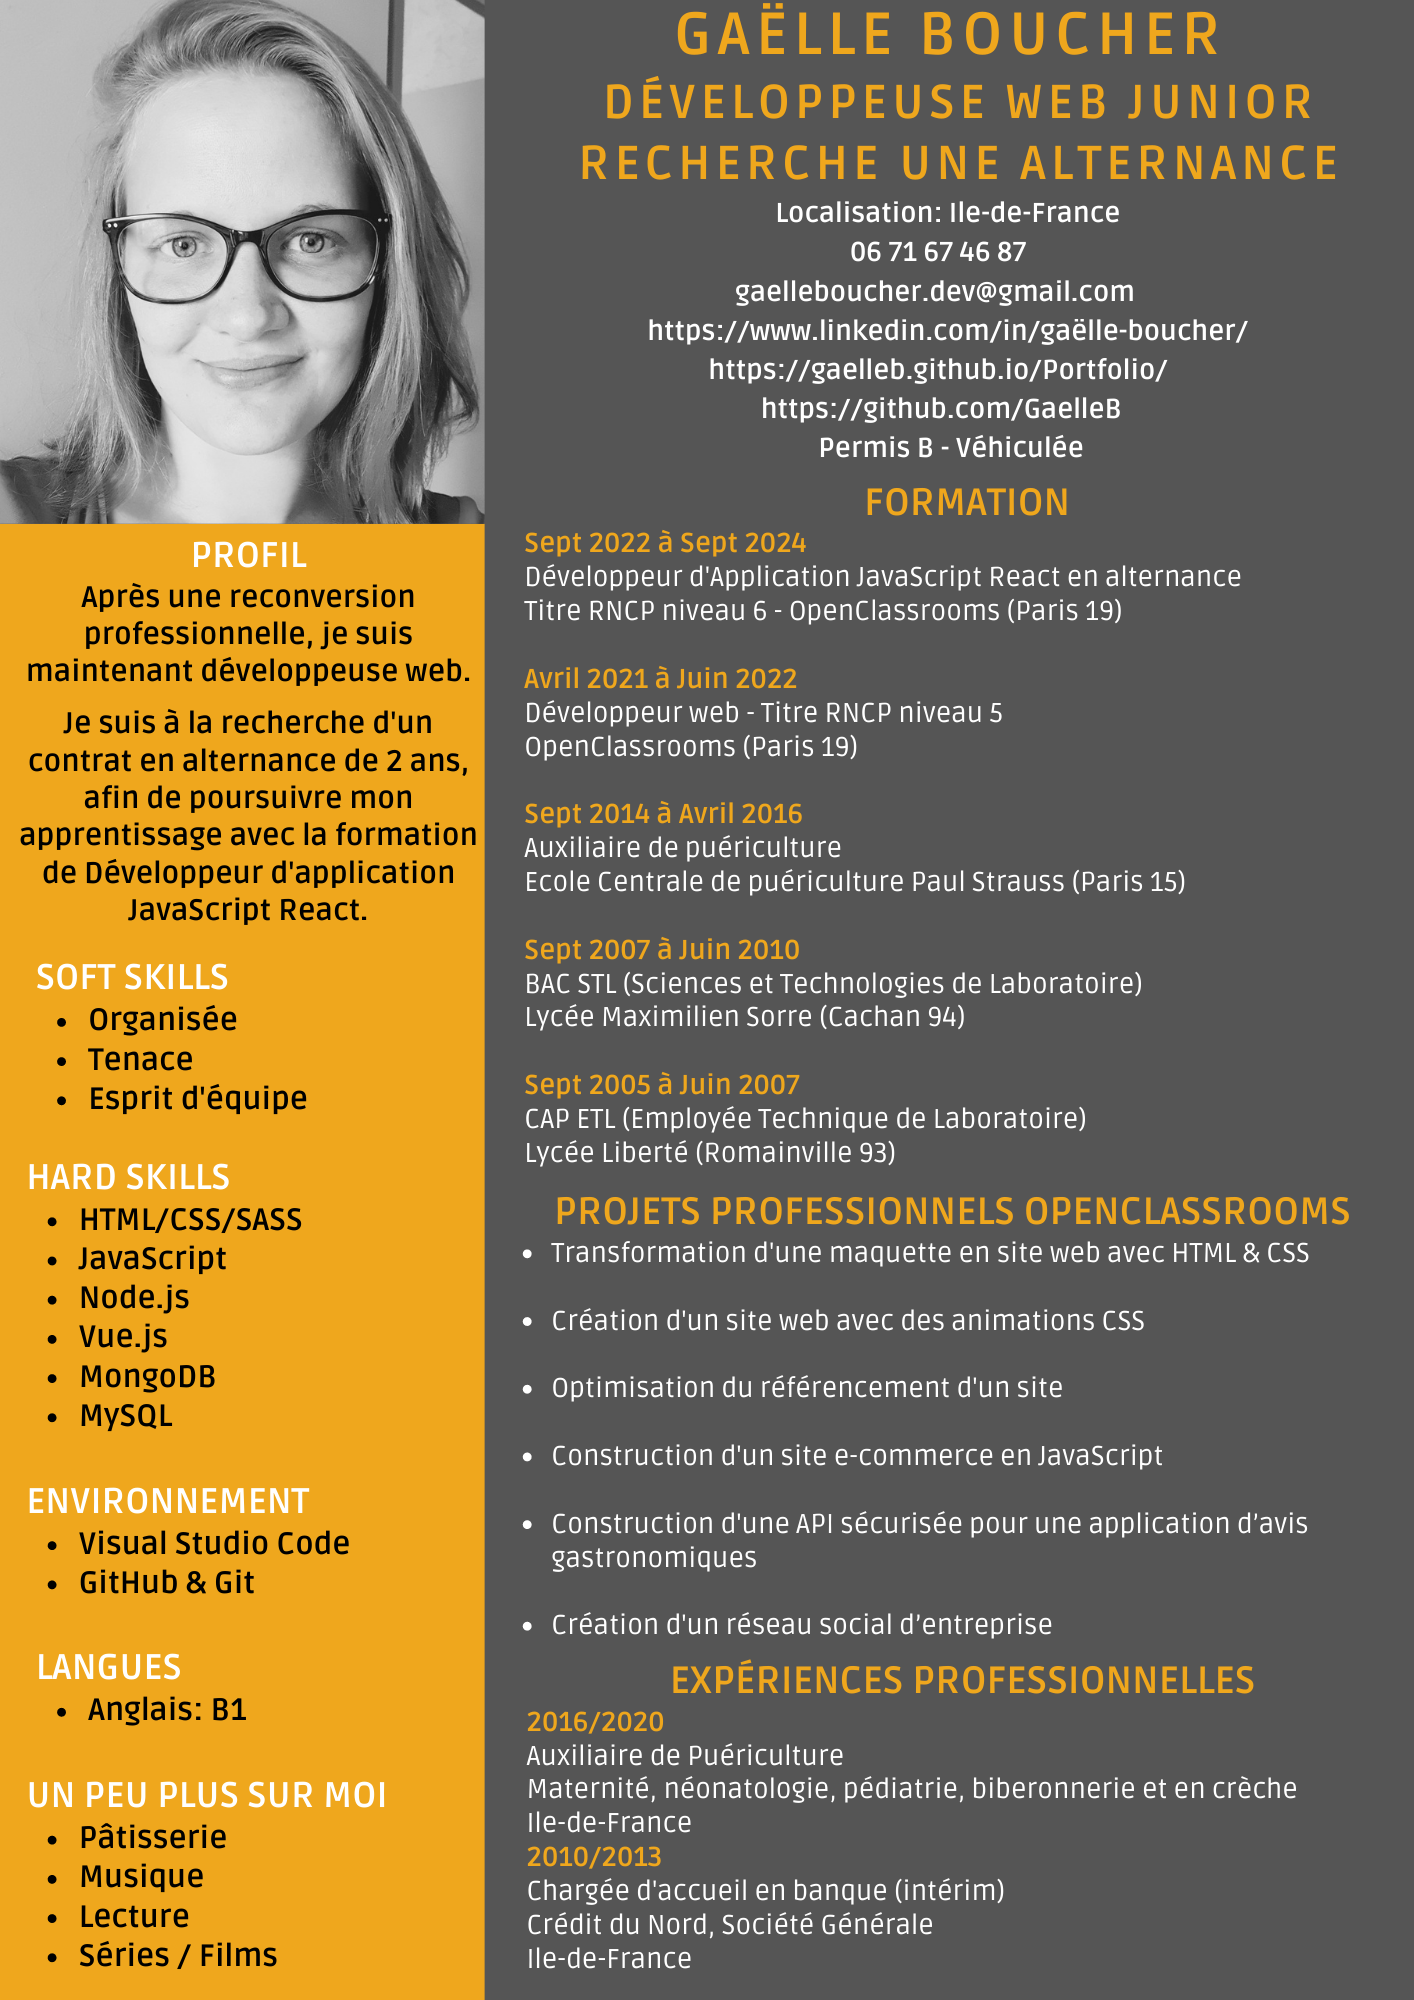 GAËLLE BOUCHER
DÉVELOPPEUSE WEB JUNIOR
RECHERCHE UNE ALTERNANCE
Localisation: Ile-de-France
06 71 67 46 87
gaelleboucher.dev@gmail.com
https://www.linkedin.com/in/gaëlle-boucher/
https://gaelleb.github.io/Portfolio/
https://github.com/GaelleB
Permis B - Véhiculée
PROFIL
Après une reconversion
professionnelle, je suis
maintenant développeuse web.
Je suis à la recherche d'un
contrat en alternance de 2 ans,
afin de poursuivre mon
apprentissage avec la formation
de Développeur d'application
JavaScript React.
SOFT SKILLS
• Organisée
• Tenace
• Esprit d'équipe
HARD SKILLS
• HTML/CSS/SASS
• JavaScript
• Node.js
• Vue.js
• MongoDB
• MySQL
ENVIRONNEMENT
• Visual Studio Code
• GitHub & Git
LANGUES
• Anglais: B1
UN PEU PLUS SUR MOI
• Pâtisserie
• Musique
• Lecture
• Séries / Films
FORMATION
Sept 2022 à Sept 2024
Développeur d'Application JavaScript React en alternance
Titre RNCP niveau 6 - OpenClassrooms (Paris 19)
Avril 2021 à Juin 2022
Développeur web - Titre RNCP niveau 5
OpenClassrooms (Paris 19)
Sept 2014 à Avril 2016
Auxiliaire de puériculture
Ecole Centrale de puériculture Paul Strauss (Paris 15)
Sept 2007 à Juin 2010
BAC STL (Sciences et Technologies de Laboratoire)
Lycée Maximilien Sorre (Cachan 94)
Sept 2005 à Juin 2007
CAP ETL (Employée Technique de Laboratoire)
Lycée Liberté (Romainville 93)
PROJETS PROFESSIONNELS OPENCLASSROOMS
• Transformation d'une maquette en site web avec HTML & CSS
• Création d'un site web avec des animations CSS
• Optimisation du référencement d'un site
• Construction d'un site e-commerce en JavaScript
• Construction d'une API sécurisée pour une application d’avis
gastronomiques
• Création d'un réseau social d’entreprise
EXPÉRIENCES PROFESSIONNELLES
2016/2020
Auxiliaire de Puériculture
Maternité, néonatologie, pédiatrie, biberonnerie et en crèche
Ile-de-France
2010/2013
Chargée d'accueil en banque (intérim)
Crédit du Nord, Société Générale
Ile-de-France